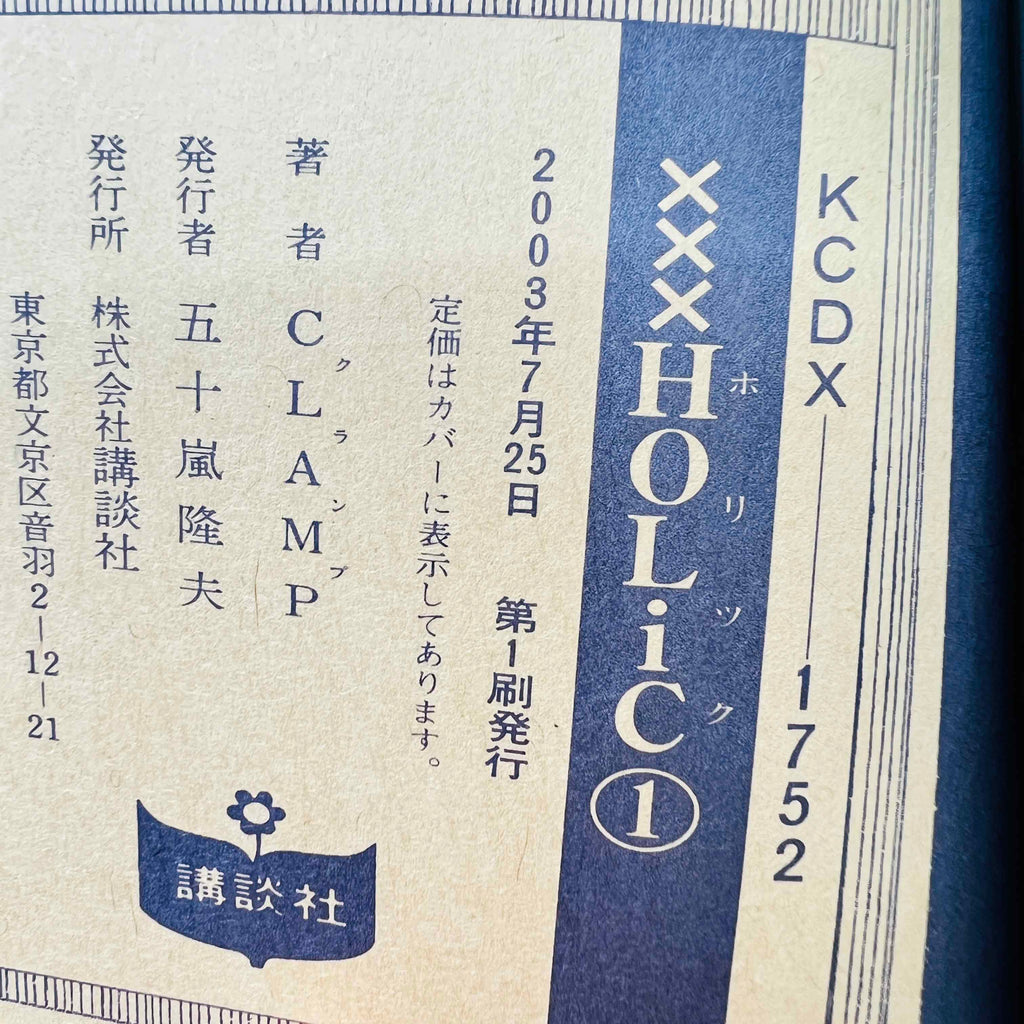 KCDX―1752
×××HOLiC①
ホリック
2003年7月25日　第1刷発行
定価はカバーに表示してあります。
著者 CLAMP
クランプ
発行者 五十嵐隆夫
発行所 株式会社講談社
東京都文京区音羽2―12―21
講談社